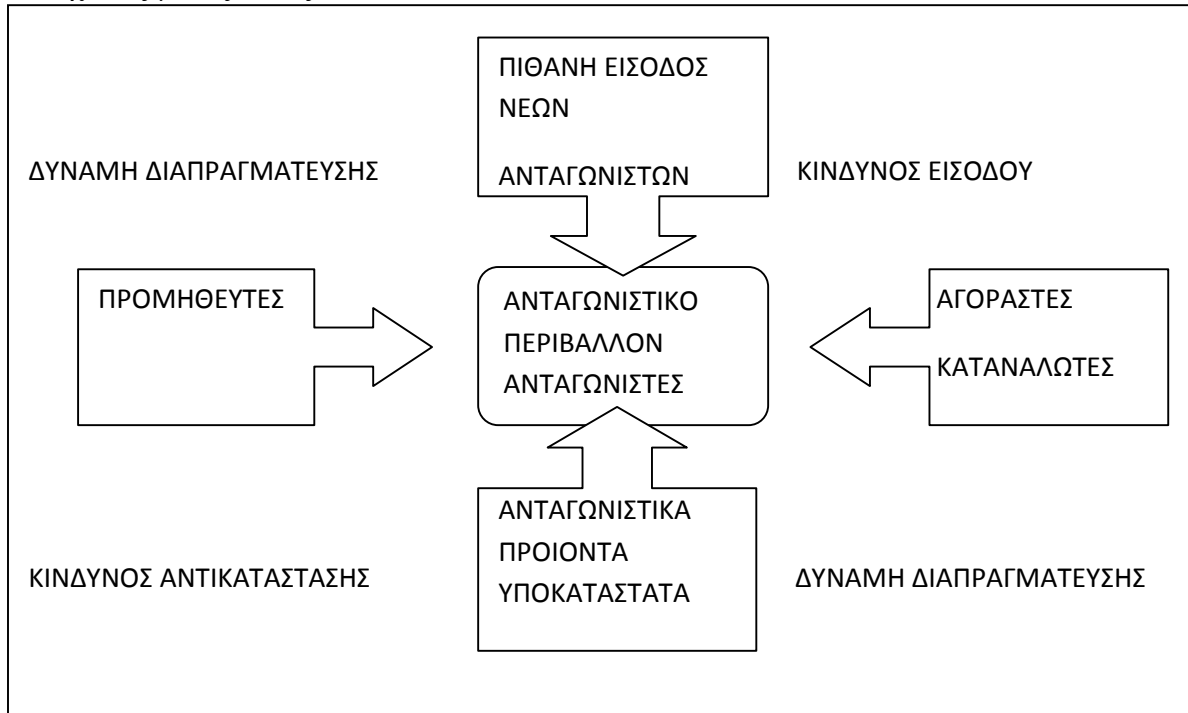 ΠΙΘΑΝΗ ΕΙΣΟΔΟΣ
ΝΕΩΝ
ΑΝΤΑΓΩΝΙΣΤΩΝ
ΔΥΝΑΜΗ ΔΙΑΠΡΑΓΜΑΤΕΥΣΗΣ
ΚΙΝΔΥΝΟΣ ΕΙΣΟΔΟΥ
ΠΡΟΜΗΘΕΥΤΕΣ
ΑΝΤΑΓΩΝΙΣΤΙΚΟ
ΠΕΡΙΒΑΛΛΟΝ
ΑΝΤΑΓΩΝΙΣΤΕΣ
ΑΓΟΡΑΣΤΕΣ
ΚΑΤΑΝΑΛΩΤΕΣ
ΑΝΤΑΓΩΝΙΣΤΙΚΑ
ΠΡΟΙΟΝΤΑ
ΥΠΟΚΑΤΑΣΤΑΤΑ
ΚΙΝΔΥΝΟΣ ΑΝΤΙΚΑΤΑΣΤΑΣΗΣ
ΔΥΝΑΜΗ ΔΙΑΠΡΑΓΜΑΤΕΥΣΗΣ